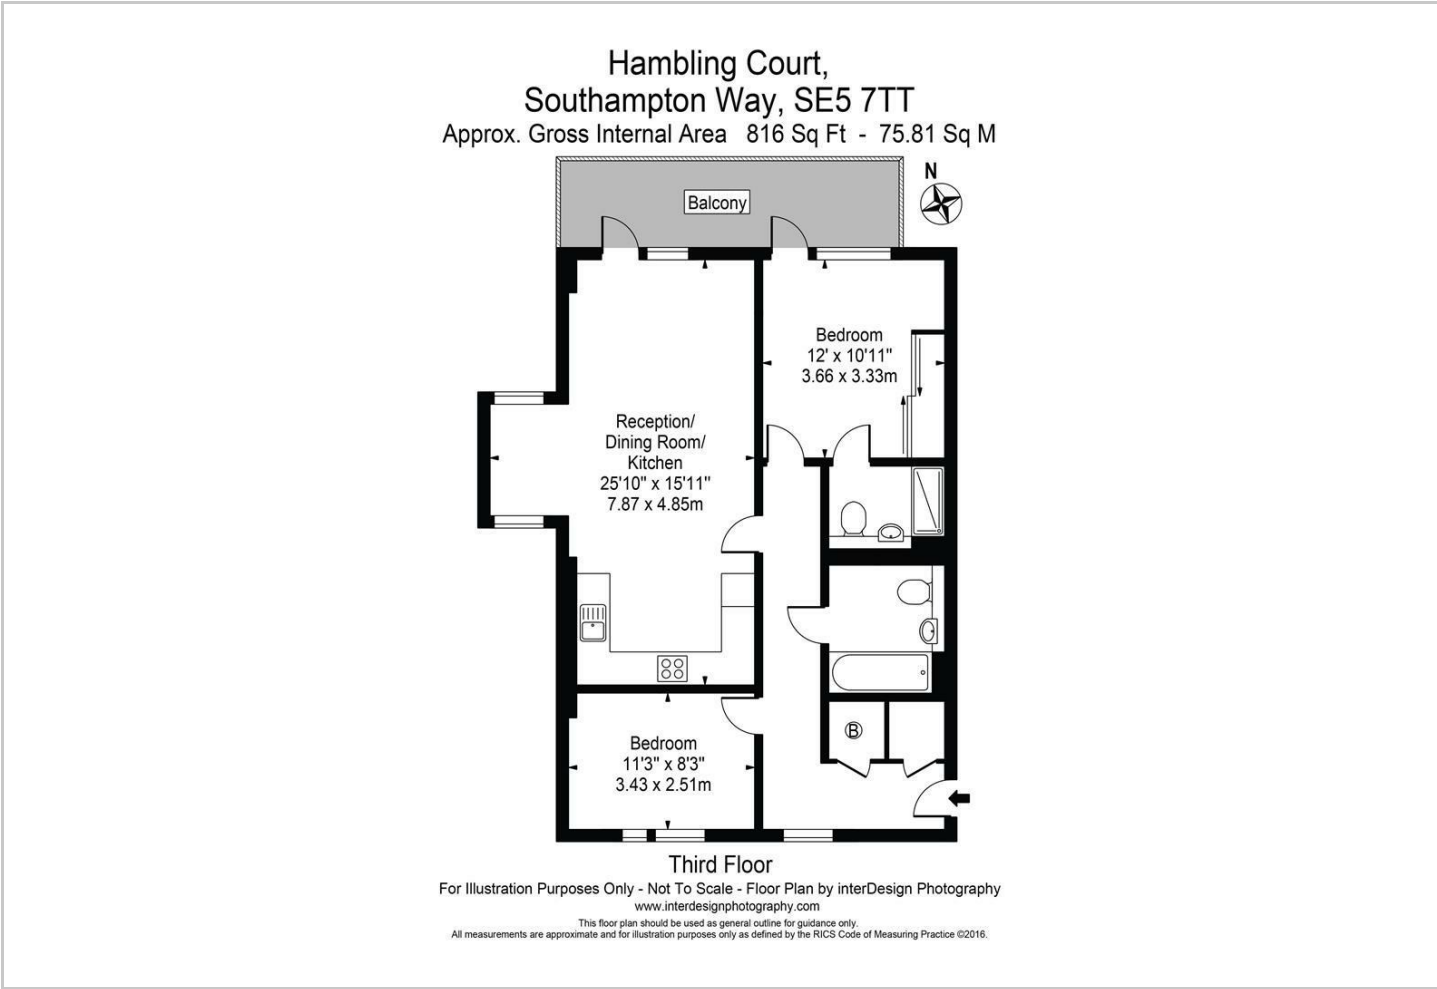 Hambling Court,
Southampton Way, SE5 7TT
Approx. Gross Internal Area 816 Sq Ft - 75.81 Sq M
N
Balcony
Bedroom
12' x 10'11"
3.66 x 3.33m
Reception/
Dining Room/
Kitchen
25'10" x 15'11"
7.87 x 4.85m
B
Bedroom
11'3" x 8'3"
3.43 x 2.51m
Third Floor
For Illustration Purposes Only - Not To Scale - Floor Plan by interDesign Photography
www.interdesignphotography.com
This floor plan should be used as general outline for guidance only.
All measurements are approximate and for illustration purposes only as defined by the RICS Code of Measuring Practice ©2016.